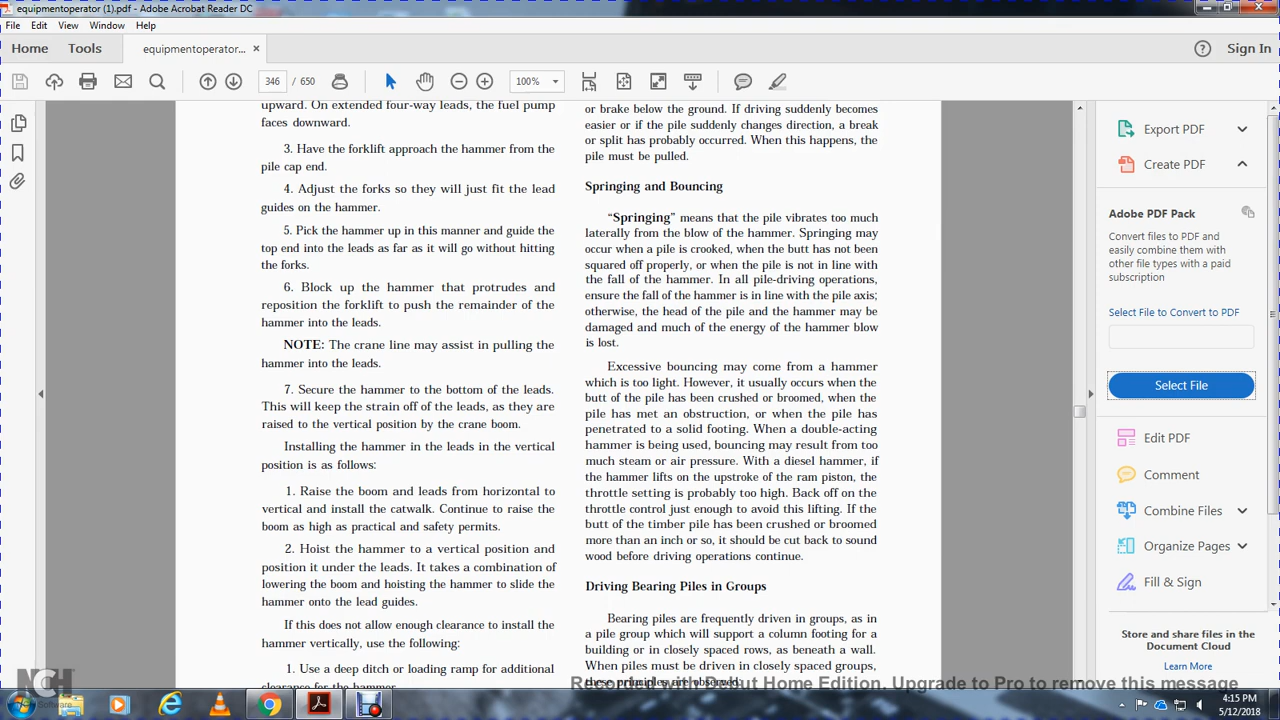 equipmentoperator (1).pdf - Adobe Acrobat Reader DC
File Edit View Window Help
Home Tools equipmentoperator... × Sign In
346 / 650 100%
upward. On extended four-way leads, the fuel pump
faces downward.
3. Have the forklift approach the hammer from the
pile cap end.
4. Adjust the forks so they will just fit the lead
guides on the hammer.
5. Pick the hammer up in this manner and guide the
top end into the leads as far as it will go without hitting
the forks.
6. Block up the hammer that protrudes and
reposition the forklift to push the remainder of the
hammer into the leads.
NOTE: The crane line may assist in pulling the
hammer into the leads.
7. Secure the hammer to the bottom of the leads.
This will keep the strain off of the leads, as they are
raised to the vertical position by the crane boom.
Installing the hammer in the leads in the vertical
position is as follows:
1. Raise the boom and leads from horizontal to
vertical and install the catwalk. Continue to raise the
boom as high as practical and safety permits.
2. Hoist the hammer to a vertical position and
position it under the leads. It takes a combination of
lowering the boom and hoisting the hammer to slide the
hammer onto the lead guides.
If this does not allow enough clearance to install the
hammer vertically, use the following:
1. Use a deep ditch or loading ramp for additional
clearance for the hammer.
or brake below the ground. If driving suddenly becomes
easier or if the pile suddenly changes direction, a break
or split has probably occurred. When this happens, the
pile must be pulled.
Springing and Bouncing
“Springing” means that the pile vibrates too much
laterally from the blow of the hammer. Springing may
occur when a pile is crooked, when the butt has not been
squared off properly, or when the pile is not in line with
the fall of the hammer. In all pile-driving operations,
ensure the fall of the hammer is in line with the pile axis;
otherwise, the head of the pile and the hammer may be
damaged and much of the energy of the hammer blow
is lost.
Excessive bouncing may come from a hammer
which is too light. However, it usually occurs when the
butt of the pile has been crushed or broomed, when the
pile has met an obstruction, or when the pile has
penetrated to a solid footing. When a double-acting
hammer is being used, bouncing may result from too
much steam or air pressure. With a diesel hammer, if
the hammer lifts on the upstroke of the ram piston, the
throttle setting is probably too high. Back off on the
throttle control just enough to avoid this lifting. If the
butt of the timber pile has been crushed or broomed
more than an inch or so, it should be cut back to sound
wood before driving operations continue.
Driving Bearing Piles in Groups
Bearing piles are frequently driven in groups, as in
a pile group which will support a column footing for a
building or in closely spaced rows, as beneath a wall.
When piles must be driven in closely spaced groups,
these principles are observed.
Export PDF
Create PDF
Adobe PDF Pack
Convert files to PDF and
easily combine them with
other file types with a paid
subscription
Select File to Convert to PDF
Select File
Edit PDF
Comment
Combine Files
Organize Pages
Fill & Sign
Store and share files in the
Document Cloud
Learn More
NCH
Software
Home Edition. Upgrade to Pro to remove this message
4:15 PM
5/12/2018